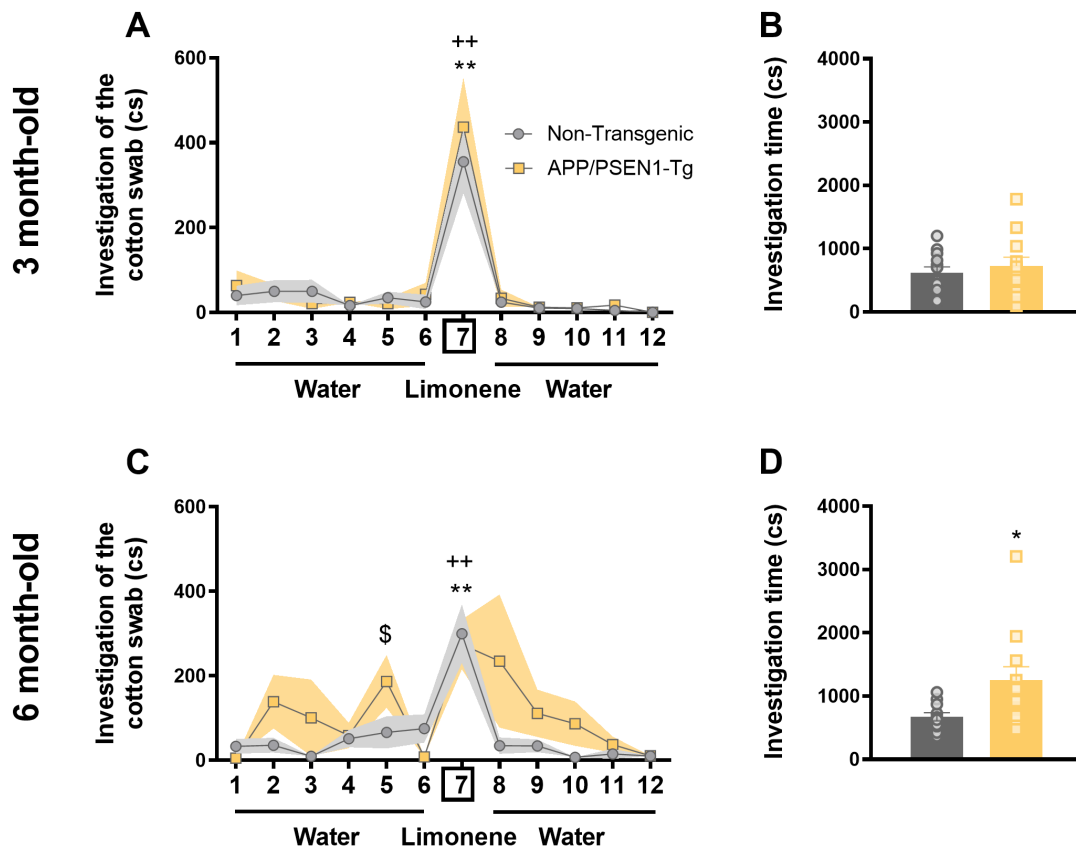 A
B
3 month-old
Investigation of the
cotton swab (cs)
600
400
200
0
++
**
Non-Transgenic
APP/PSEN1-Tg
1 2 3 4 5 6 7 8 9 10 11 12
Water Limonene Water
Investigation time (cs)
4000
3000
2000
1000
0
C
D
6 month-old
Investigation of the
cotton swab (cs)
600
400
200
0
$
++
**
1 2 3 4 5 6 7 8 9 10 11 12
Water Limonene Water
Investigation time (cs)
4000
3000
2000
1000
0
*